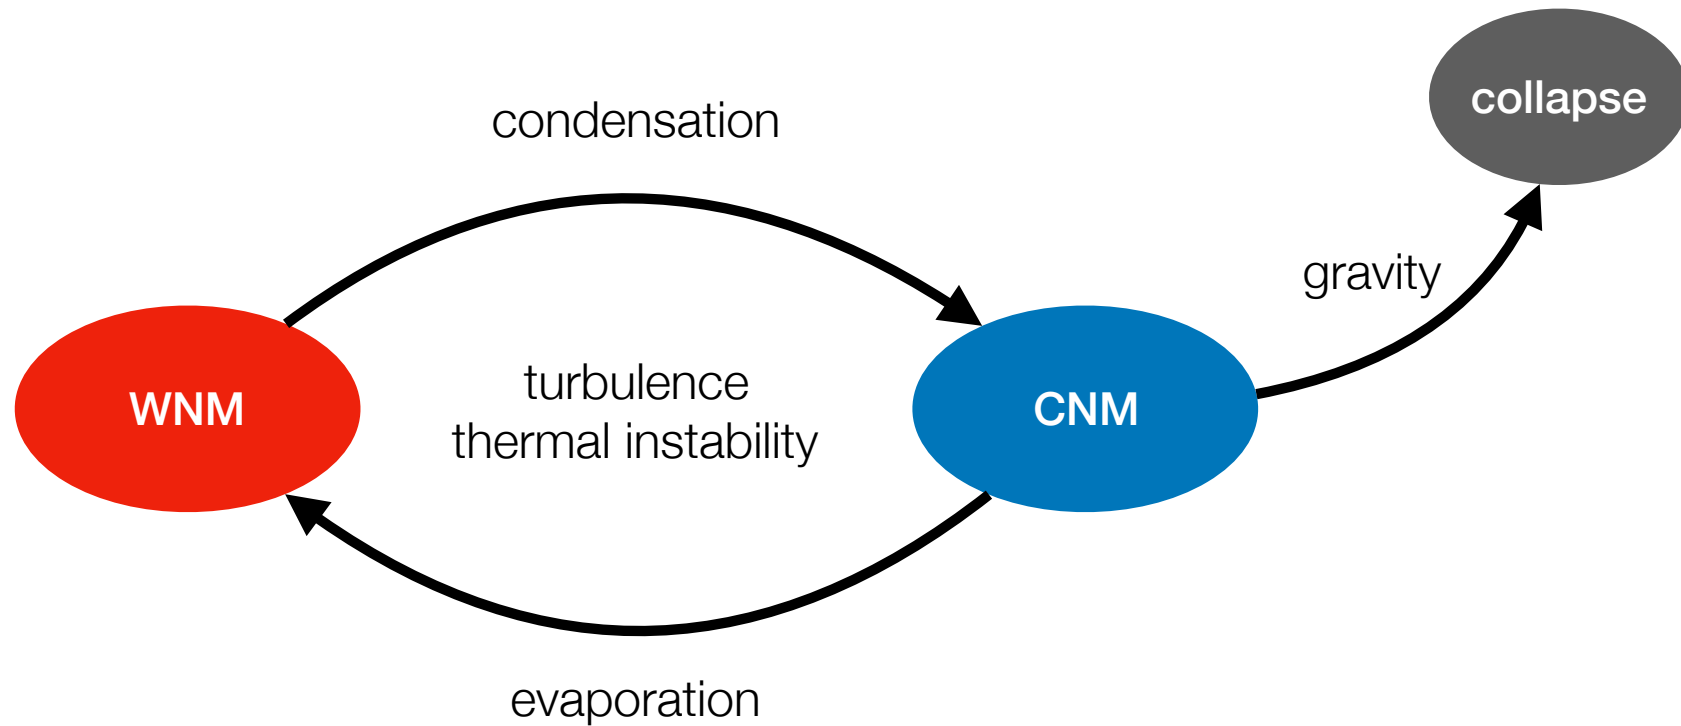 collapse
condensation
gravity
turbulence
WNM
CNM
thermal instability
evaporation